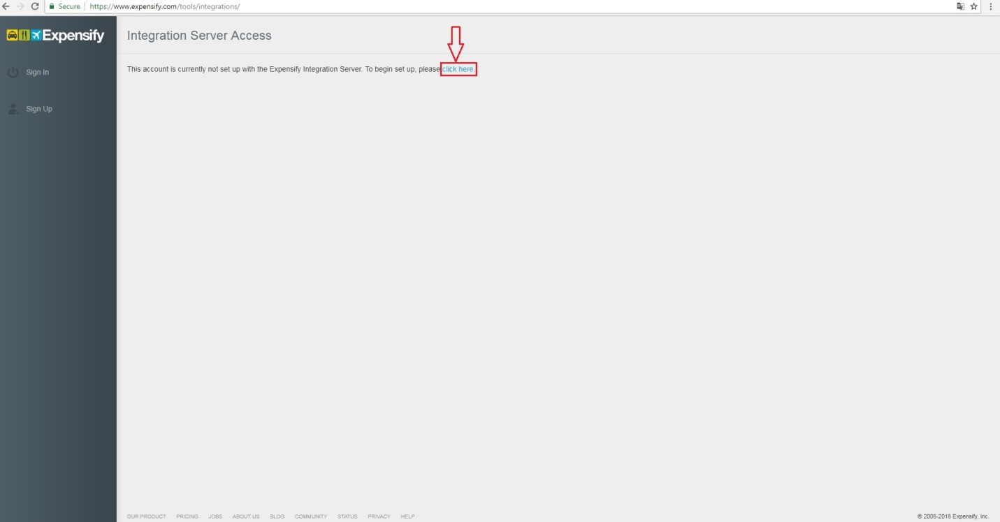 Secure https://www.expensify.com/tools/integrations/
Expensify
Integration Server Access
Sign In
This account is currently not set up with the Expensify Integration Server. To begin set up, please click here.
Sign Up
OUR PRODUCT PRICING JOBS ABOUT US BLOG COMMUNITY STATUS PRIVACY HELP
© 2008-2018 Expensify, Inc.